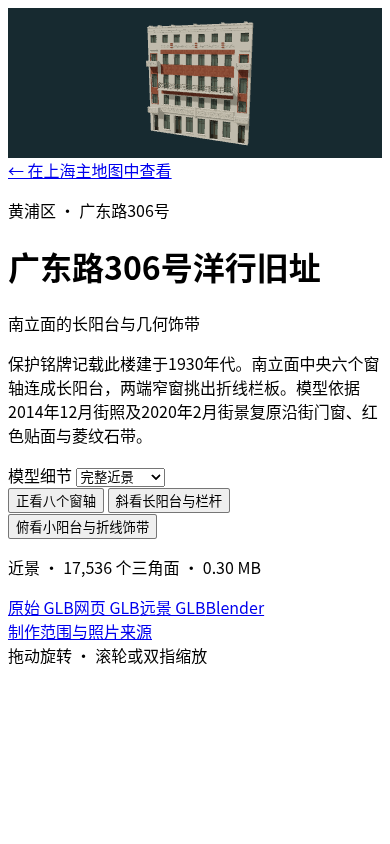 ← 在上海主地图中查看
黄浦区 · 广东路306号
广东路306号洋行旧址
南立面的长阳台与几何饰带
保护铭牌记载此楼建于1930年代。南立面中央六个窗
轴连成长阳台，两端窄窗挑出折线栏板。模型依据
2014年12月街照及2020年2月街景复原沿街门窗、红
色贴面与菱纹石带。
模型细节 完整近景
正看八个窗轴 斜看长阳台与栏杆
俯看小阳台与折线饰带
近景 · 17,536 个三角面 · 0.30 MB
原始 GLB网页 GLB远景 GLBBlender
制作范围与照片来源
拖动旋转 · 滚轮或双指缩放